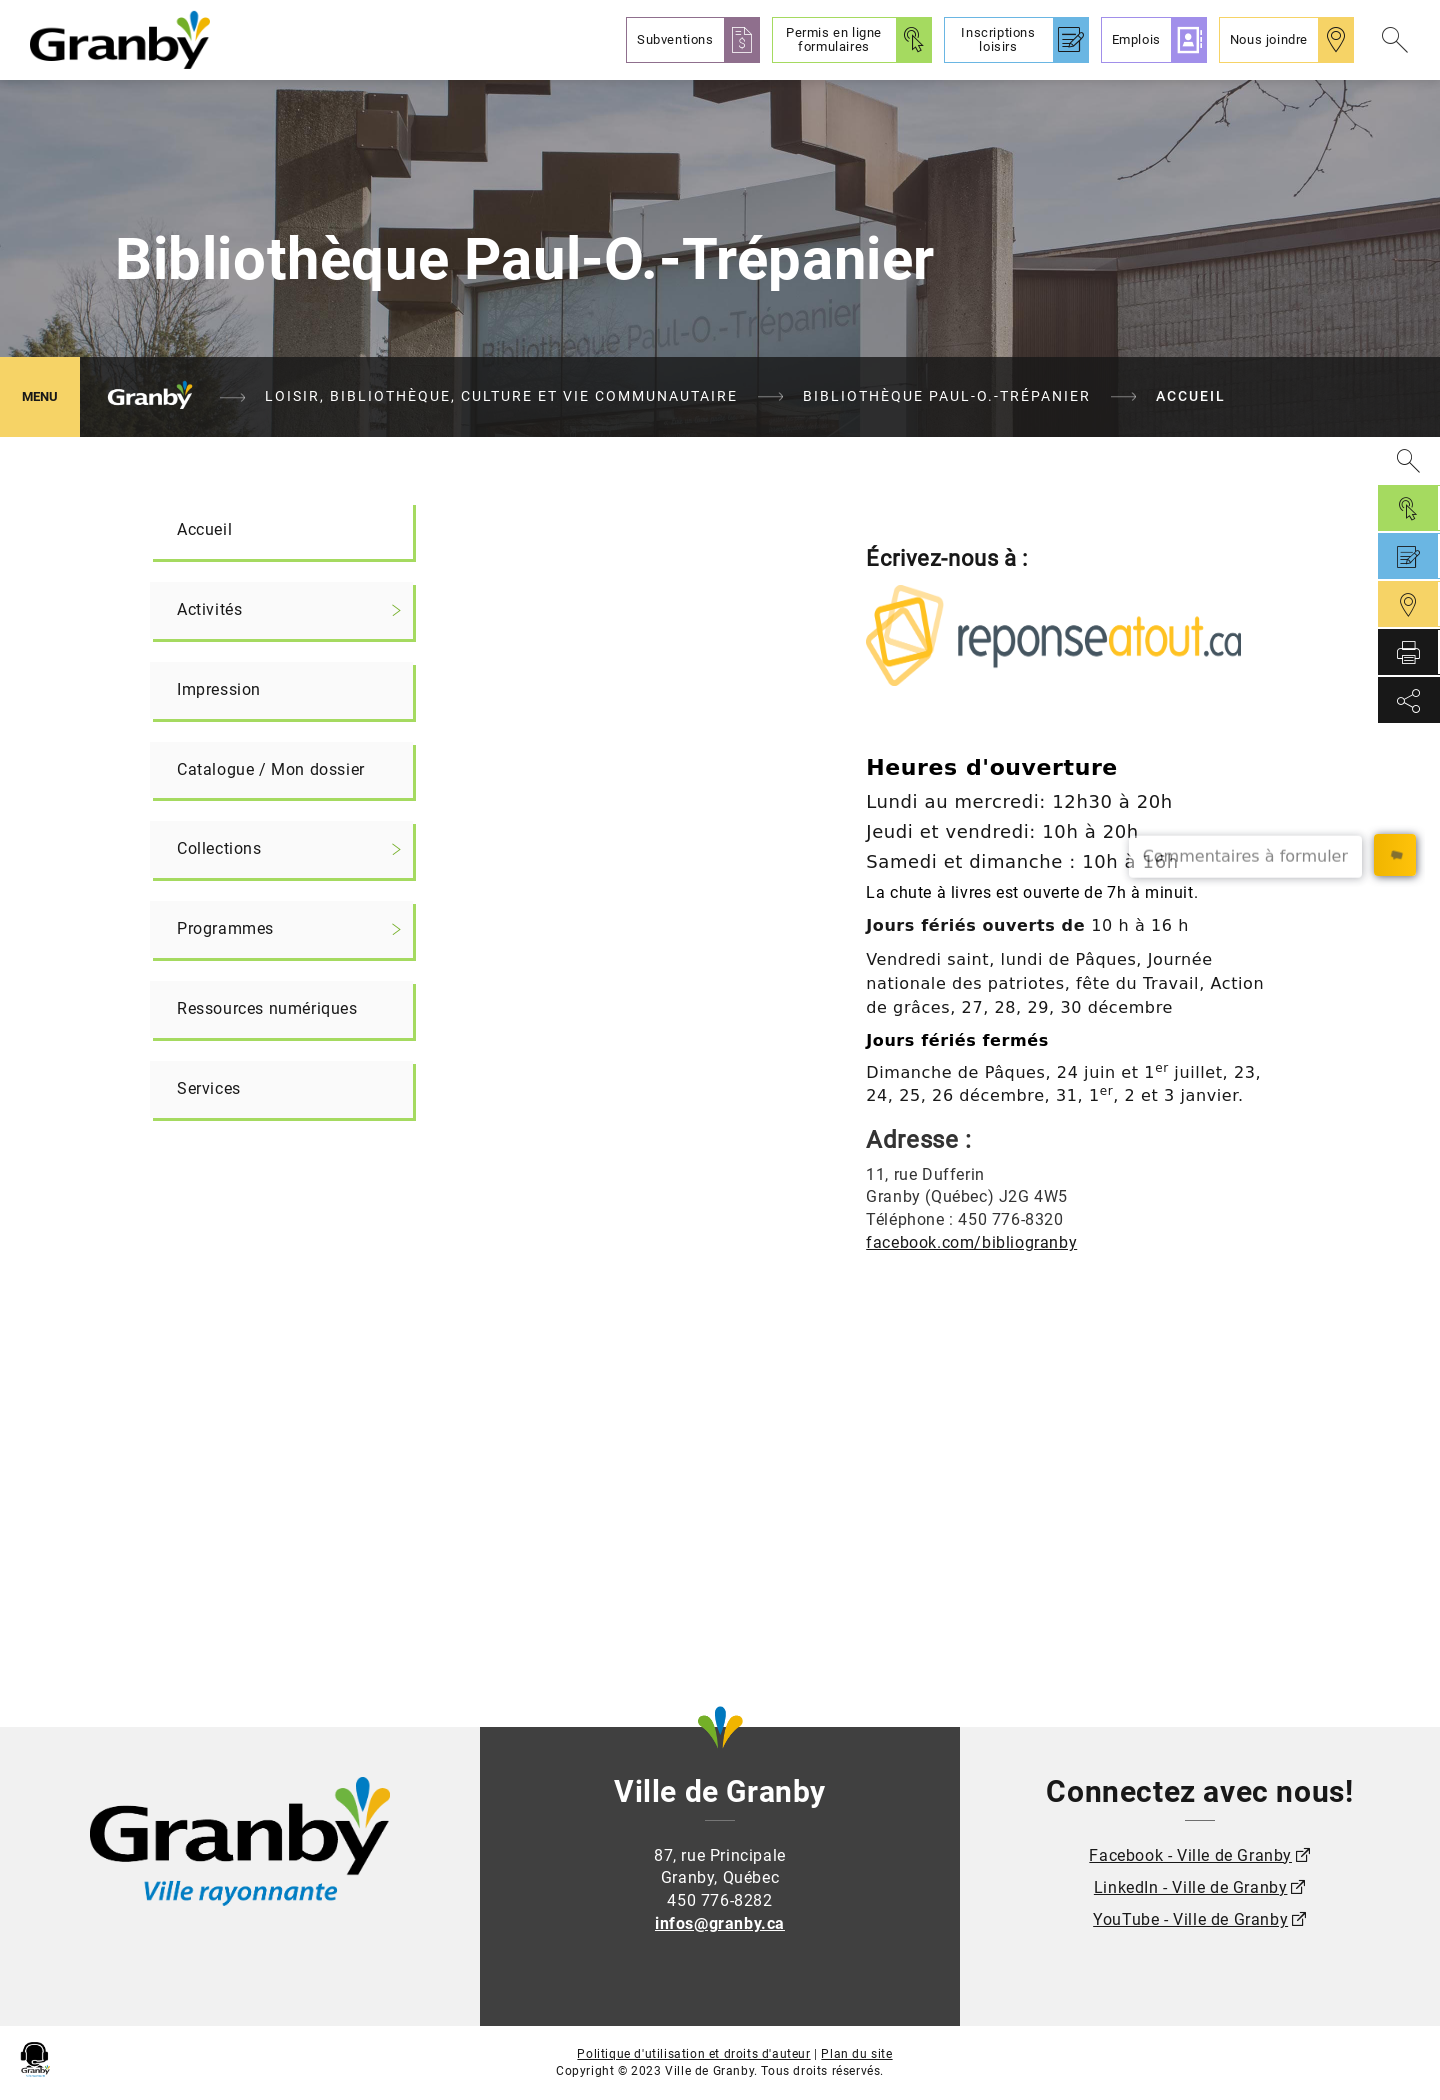 Granby
Subventions
Permis en ligne
formulaires
Inscriptions
loisirs
Emplois
Nous joindre
Bibliothèque Paul-O.-Trépanier
Bibliothèque Paul-O.-Trépanier
MENU
Granby
LOISIR, BIBLIOTHÈQUE, CULTURE ET VIE COMMUNAUTAIRE
BIBLIOTHÈQUE PAUL-O.-TRÉPANIER
ACCUEIL
Accueil
Activités
Impression
Catalogue / Mon dossier
Collections
Programmes
Ressources numériques
Services
Écrivez-nous à :
reponseatout.ca
Heures d'ouverture
Lundi au mercredi: 12h30 à 20h
Jeudi et vendredi: 10h à 20h
Samedi et dimanche : 10h à 16h
Commentaires à formuler
La chute à livres est ouverte de 7h à minuit.
Jours fériés ouverts de 10 h à 16 h
Vendredi saint, lundi de Pâques, Journée
nationale des patriotes, fête du Travail, Action
de grâces, 27, 28, 29, 30 décembre
Jours fériés fermés
Dimanche de Pâques, 24 juin et 1er juillet, 23,
24, 25, 26 décembre, 31, 1er, 2 et 3 janvier.
Adresse :
11, rue Dufferin
Granby (Québec) J2G 4W5
Téléphone : 450 776-8320
facebook.com/bibliogranby
Granby
Ville rayonnante
Ville de Granby
87, rue Principale
Granby, Québec
450 776-8282
infos@granby.ca
Connectez avec nous!
Facebook - Ville de Granby
LinkedIn - Ville de Granby
YouTube - Ville de Granby
Granby
Politique d'utilisation et droits d'auteur | Plan du site
Copyright © 2023 Ville de Granby. Tous droits réservés.